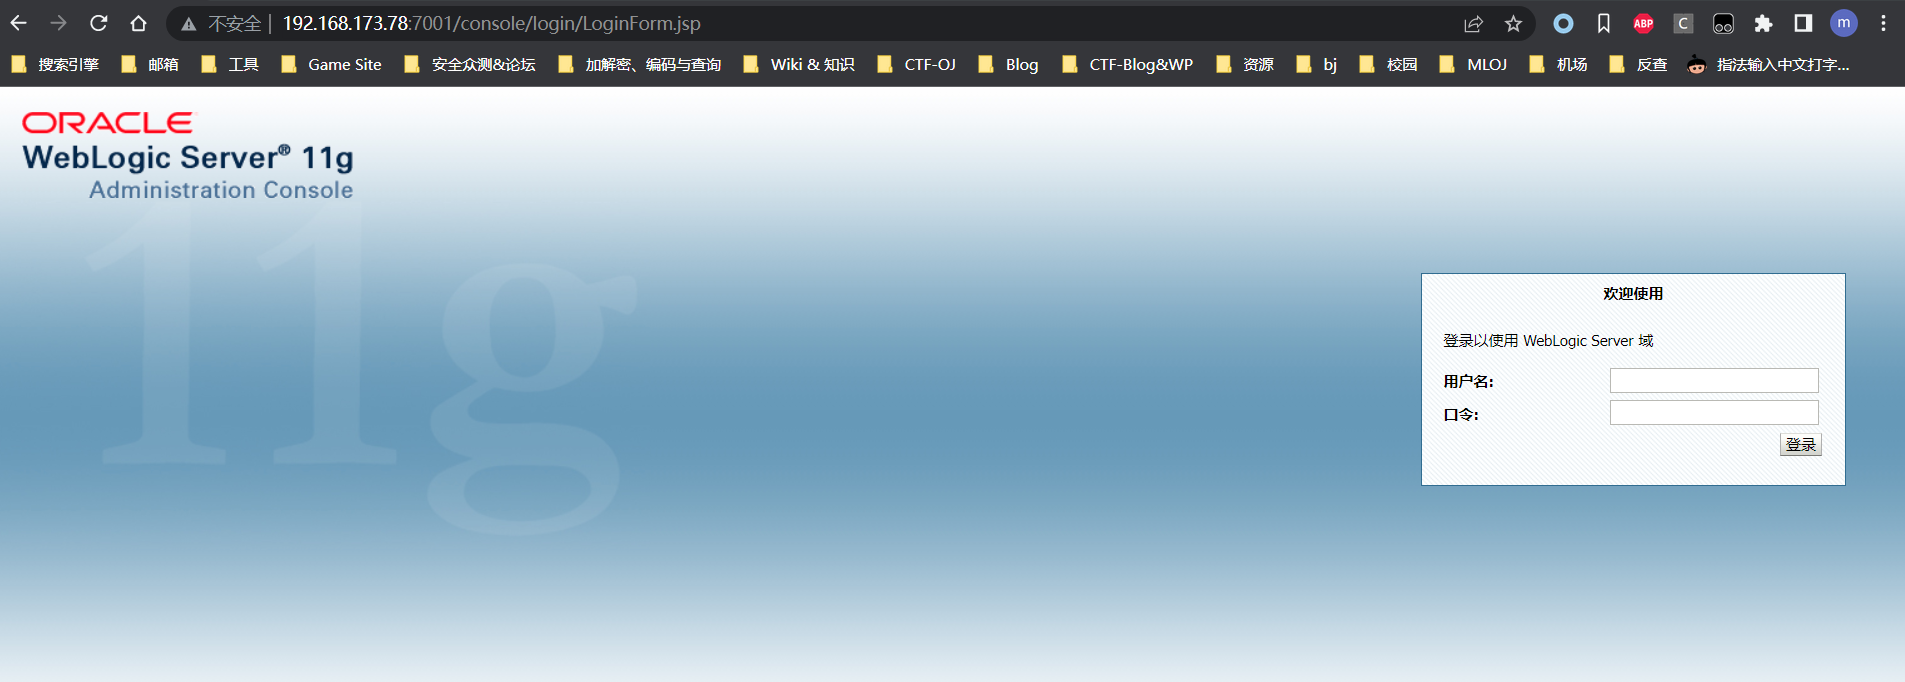 不安全 | 192.168.173.78:7001/console/login/LoginForm.jsp
ABP C m
搜索引擎 邮箱 工具 Game Site 安全众测&论坛 加解密、编码与查询 Wiki & 知识 CTF-OJ Blog CTF-Blog&WP 资源 bj 校园 MLOJ 机场 反查 指法输入中文打字...
ORACLE
WebLogic Server® 11g
Administration Console
11g
欢迎使用
登录以使用 WebLogic Server 域
用户名:
口令:
登录